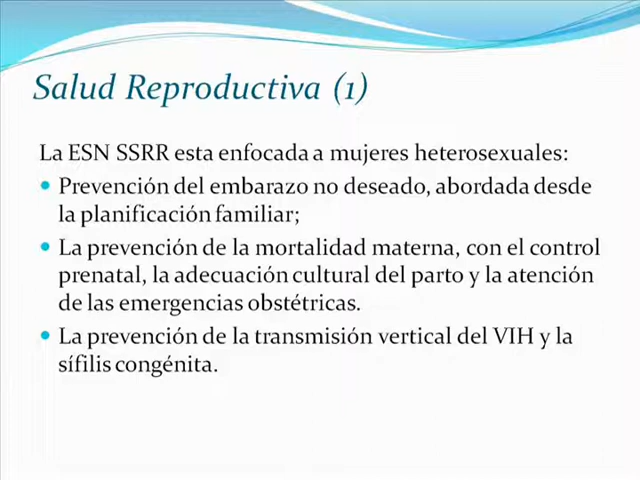 Salud Reproductiva (1)
La ESN SSRR esta enfocada a mujeres heterosexuales:
• Prevención del embarazo no deseado, abordada desde
la planificación familiar;
• La prevención de la mortalidad materna, con el control
prenatal, la adecuación cultural del parto y la atención
de las emergencias obstétricas.
• La prevención de la transmisión vertical del VIH y la
sífilis congénita.